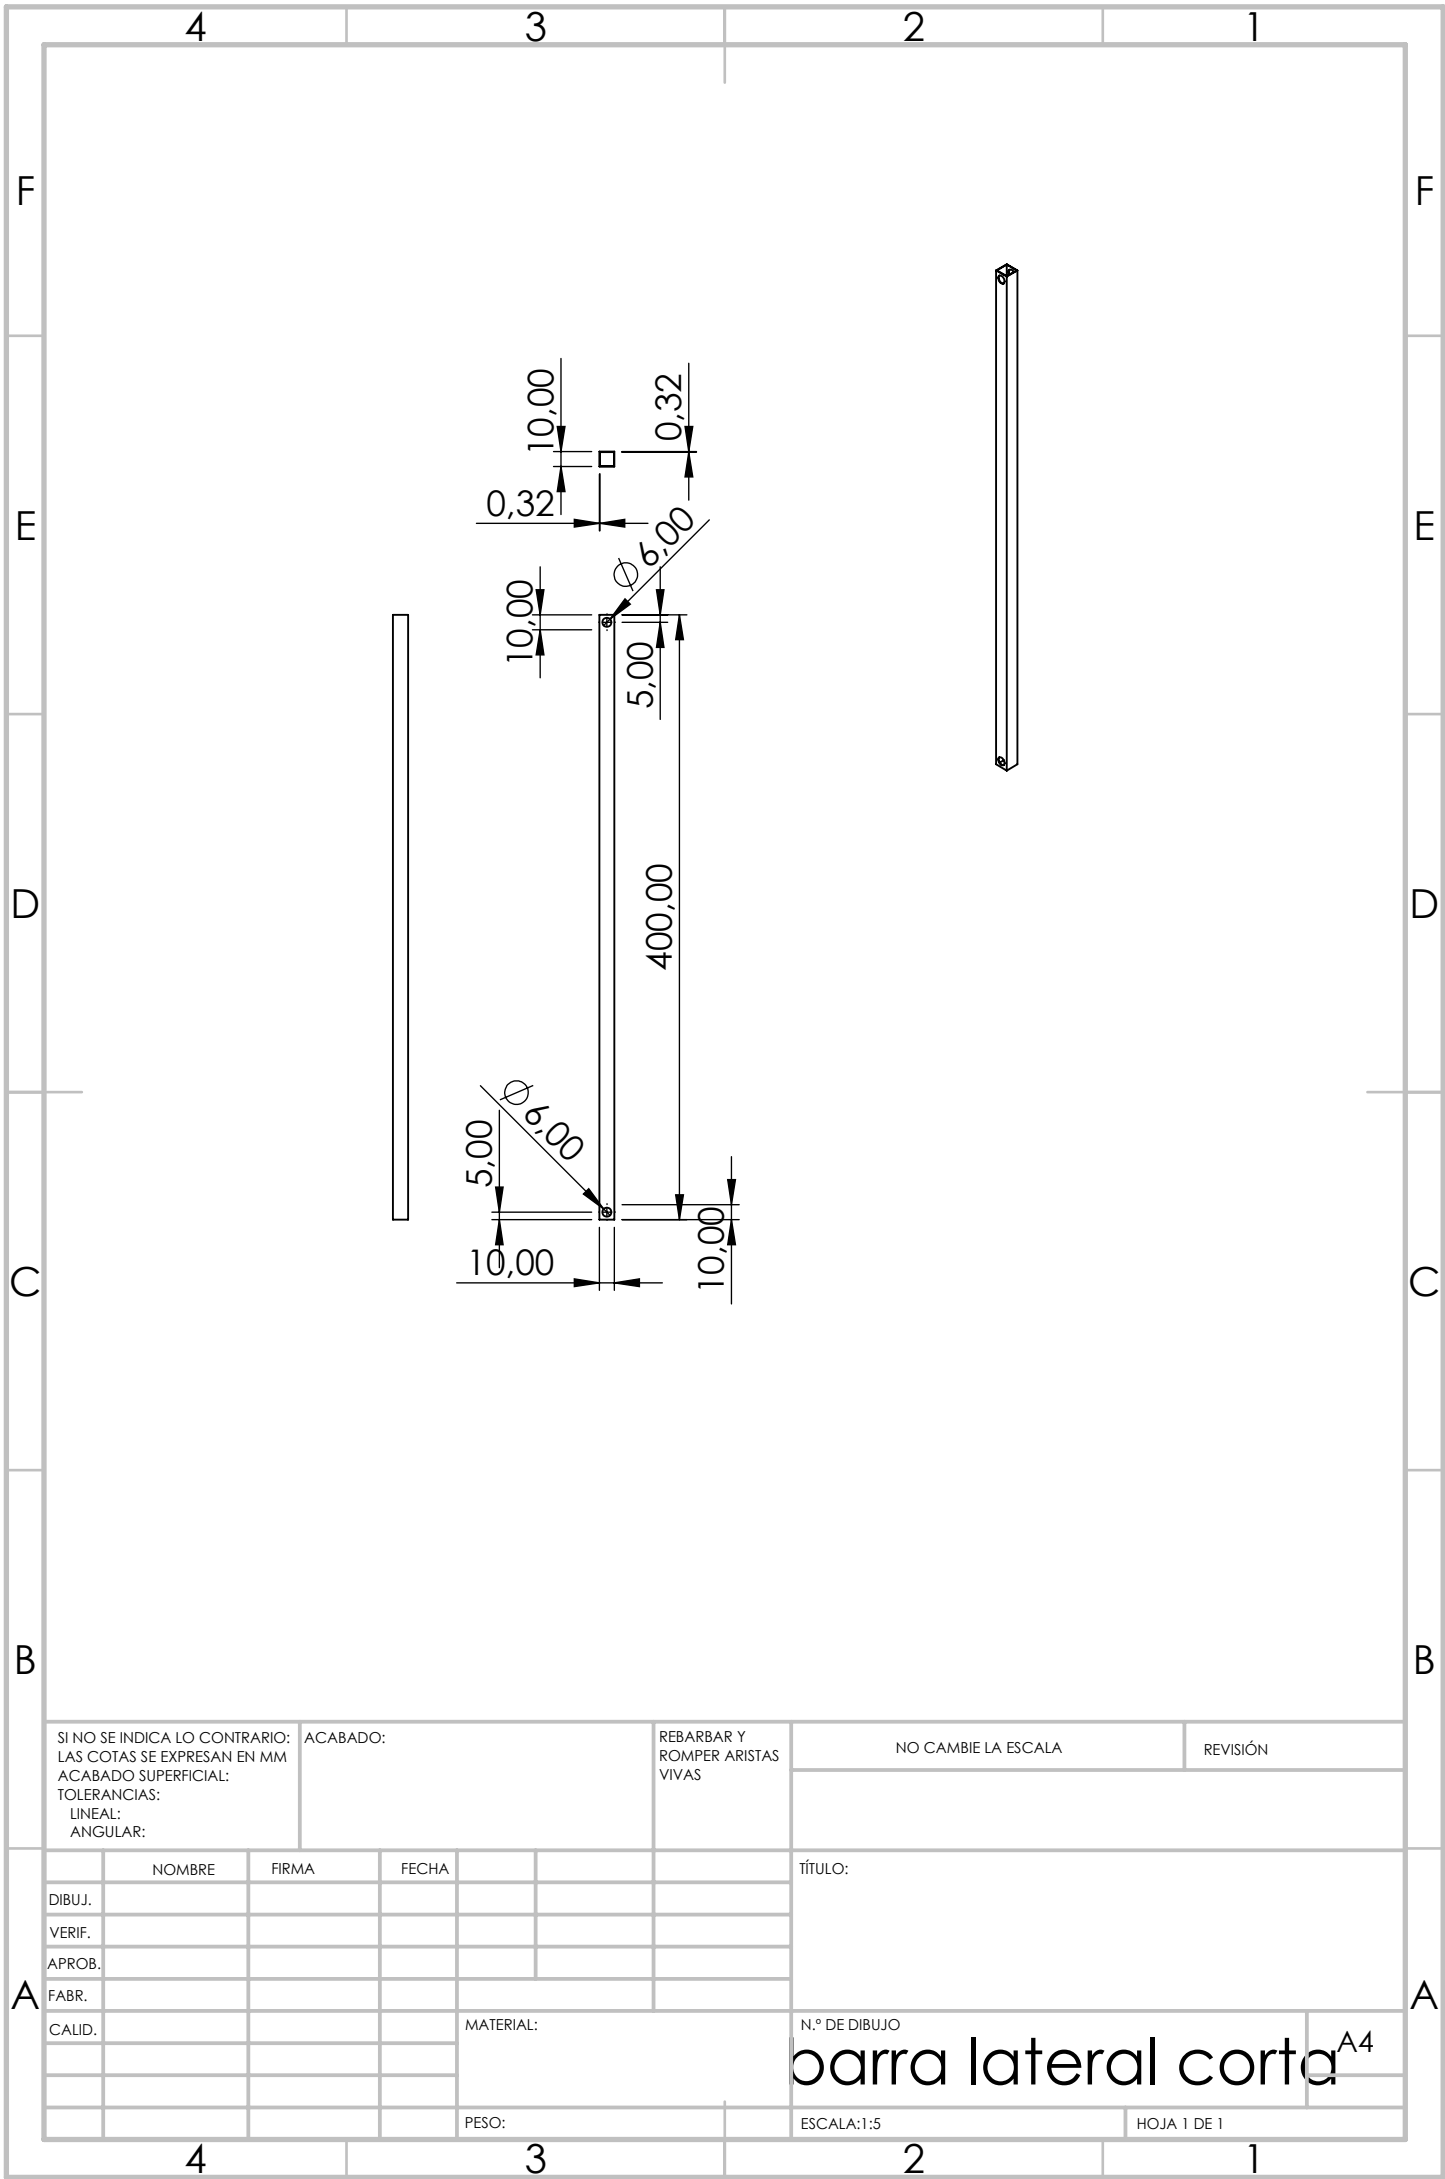 4 3 2 1
F F
10,00
0,32
0,32
E E
∅ 6,00
10,00
5,00
400,00
D D
∅ 6,00
5,00
10,00
10,00
C C
B B
SI NO SE INDICA LO CONTRARIO:
LAS COTAS SE EXPRESAN EN MM
ACABADO SUPERFICIAL:
TOLERANCIAS:
LINEAL:
ANGULAR:
ACABADO:
REBARBAR Y
ROMPER ARISTAS
VIVAS
NO CAMBIE LA ESCALA
REVISIÓN
NOMBRE FIRMA FECHA
TÍTULO:
DIBUJ.
VERIF.
APROB.
FABR.
CALID.
A A
MATERIAL:
N.º DE DIBUJO
barra lateral corta
A4
PESO:
ESCALA:1:5
HOJA 1 DE 1
4 3 2 1